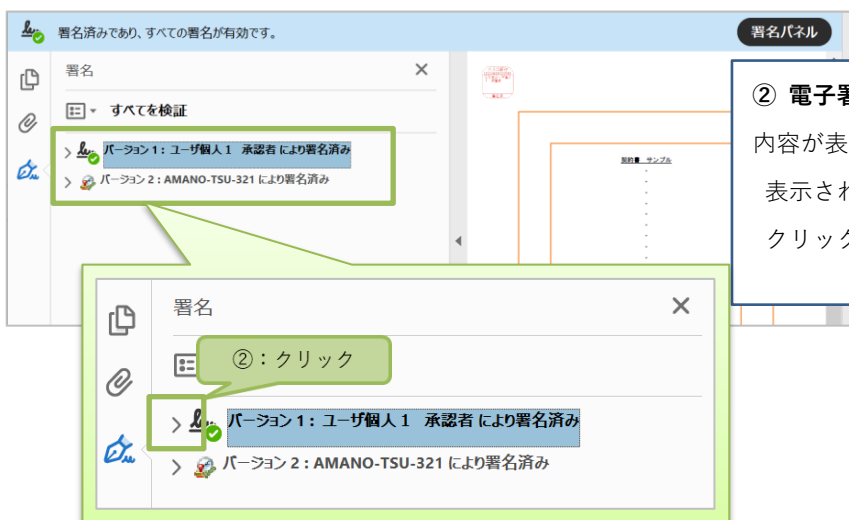 署名済みであり、すべての署名が有効です。
署名パネル
署名
すべてを検証
バージョン 1： ユーザ個人 1　承認者 により署名済み
バージョン 2 : AMANO-TSU-321 により署名済み
サンプル
② 電子署
内容が表
表示され
クリック
署名
②：クリック
バージョン 1： ユーザ個人 1　承認者 により署名済み
バージョン 2 : AMANO-TSU-321 により署名済み